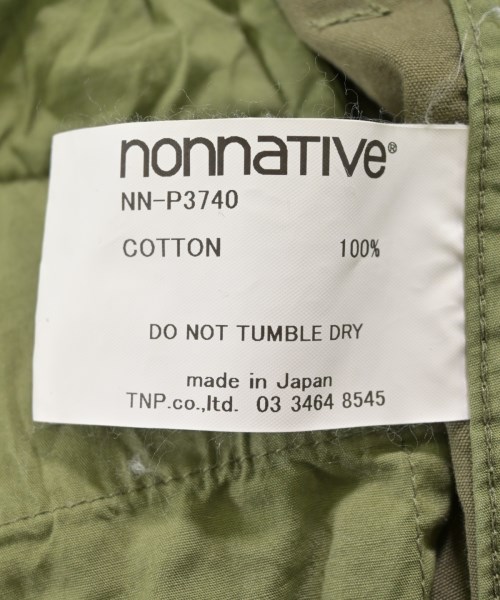 nonnative®
NN-P3740
COTTON 100%
DO NOT TUMBLE DRY
made in Japan
TNP.co.,ltd. 03 3464 8545